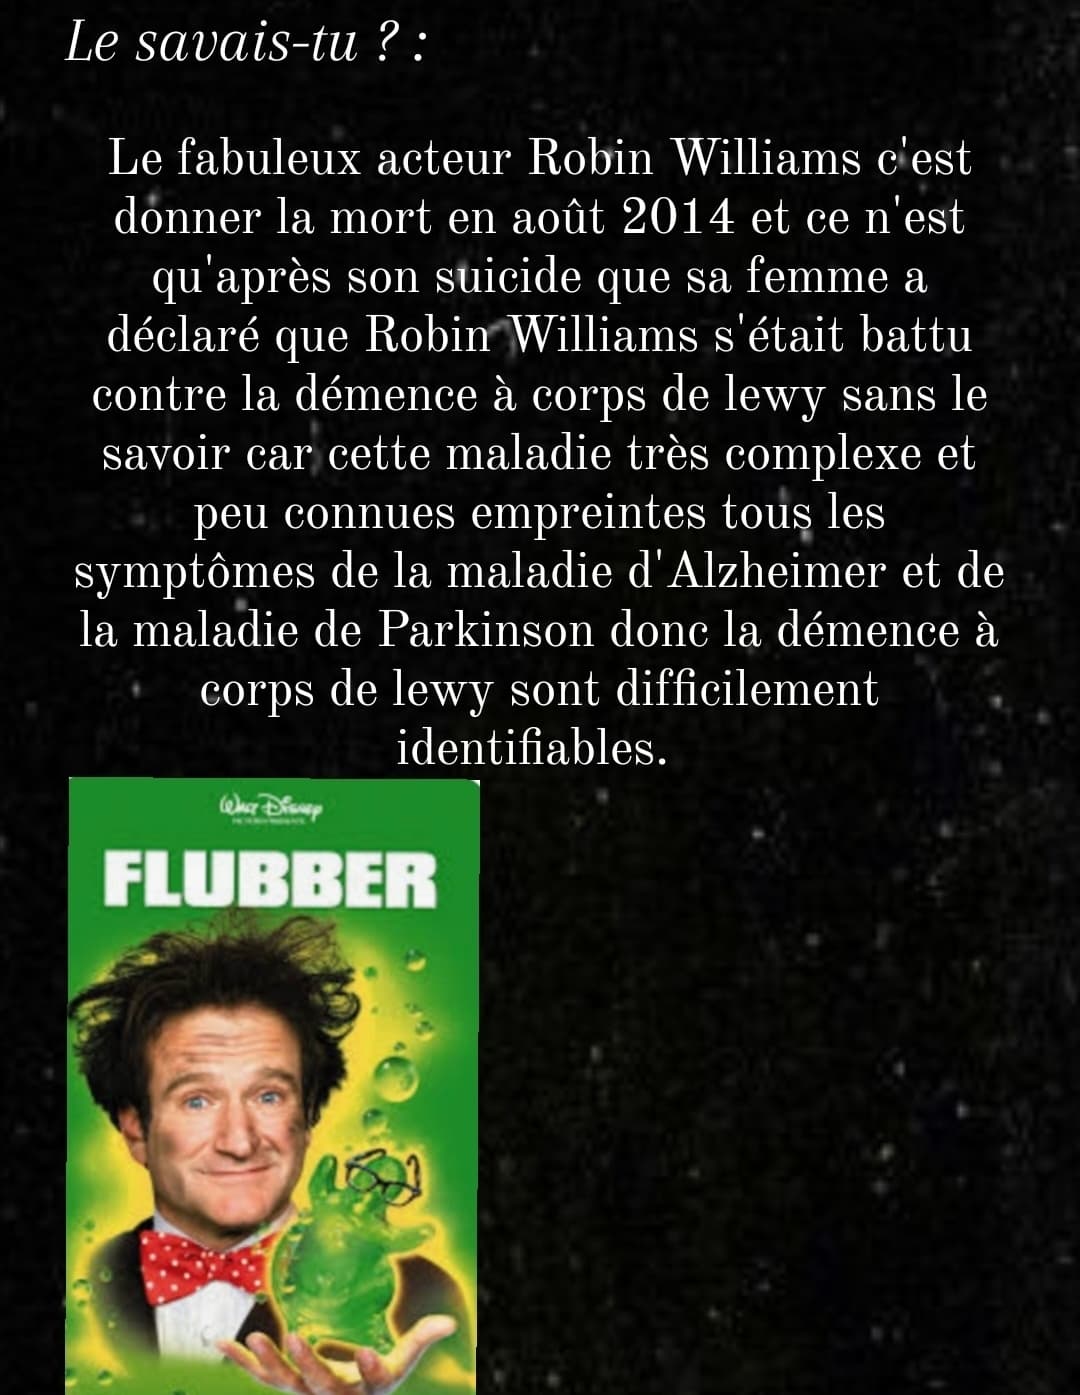 Le savais-tu ? :
Le fabuleux acteur Robin Williams c'est
donner la mort en août 2014 et ce n'est
qu'après son suicide que sa femme a
déclaré que Robin Williams s'était battu
contre la démence à corps de lewy sans le
savoir car cette maladie très complexe et
peu connues empreintes tous les
symptômes de la maladie d'Alzheimer et de
la maladie de Parkinson donc la démence à
corps de lewy sont difficilement
identifiables.
Walt Disney
FLUBBER